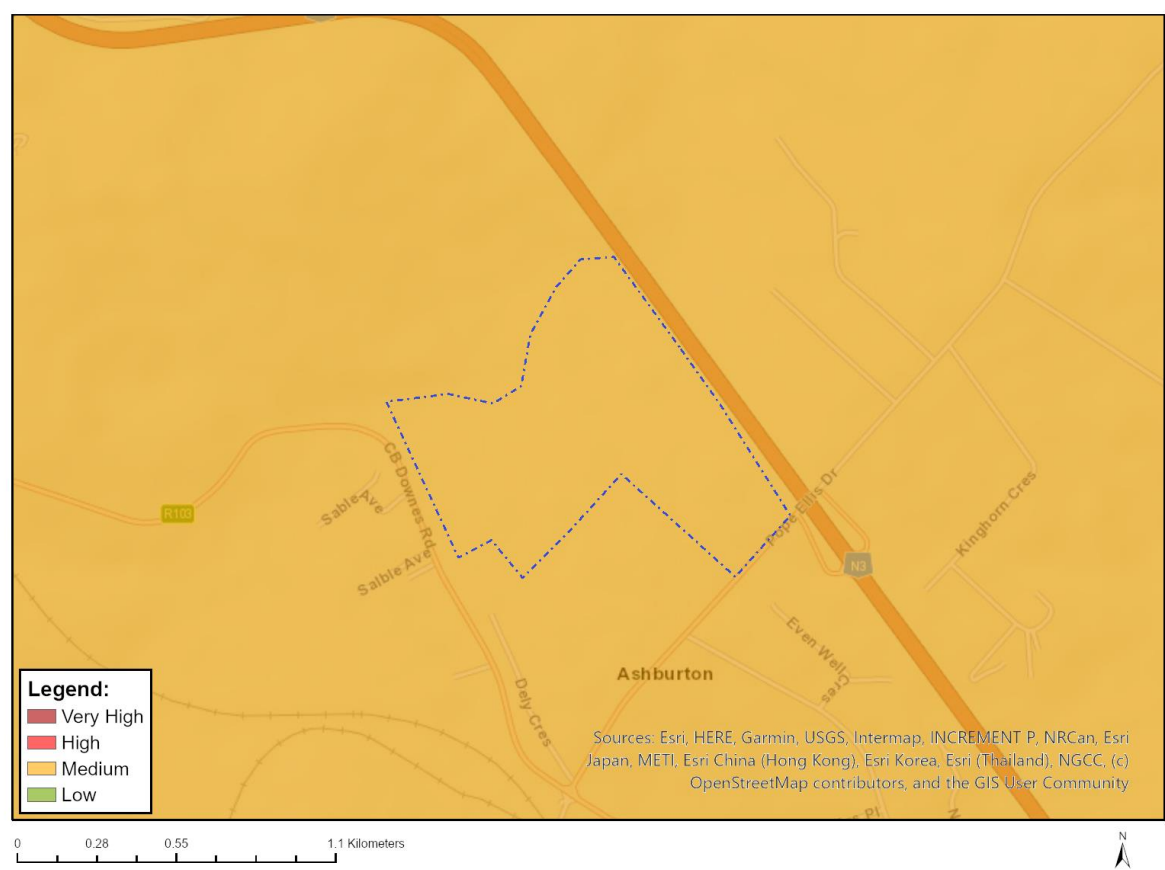 Pope Ellis Dr
CB Downes Rd
Sable Ave
R103
Kinghorn Cres
Salble Ave
N3
Even Well
Cres
Ashburton
Dely Cres
Legend:
Very High
High
Medium
Low
Sources: Esri, HERE, Garmin, USGS, Intermap, INCREMENT P, NRCan, Esri
Japan, METI, Esri China (Hong Kong), Esri Korea, Esri (Thailand), NGCC, (c)
OpenStreetMap contributors, and the GIS User Community
0 0.28 0.55 1.1 Kilometers
N